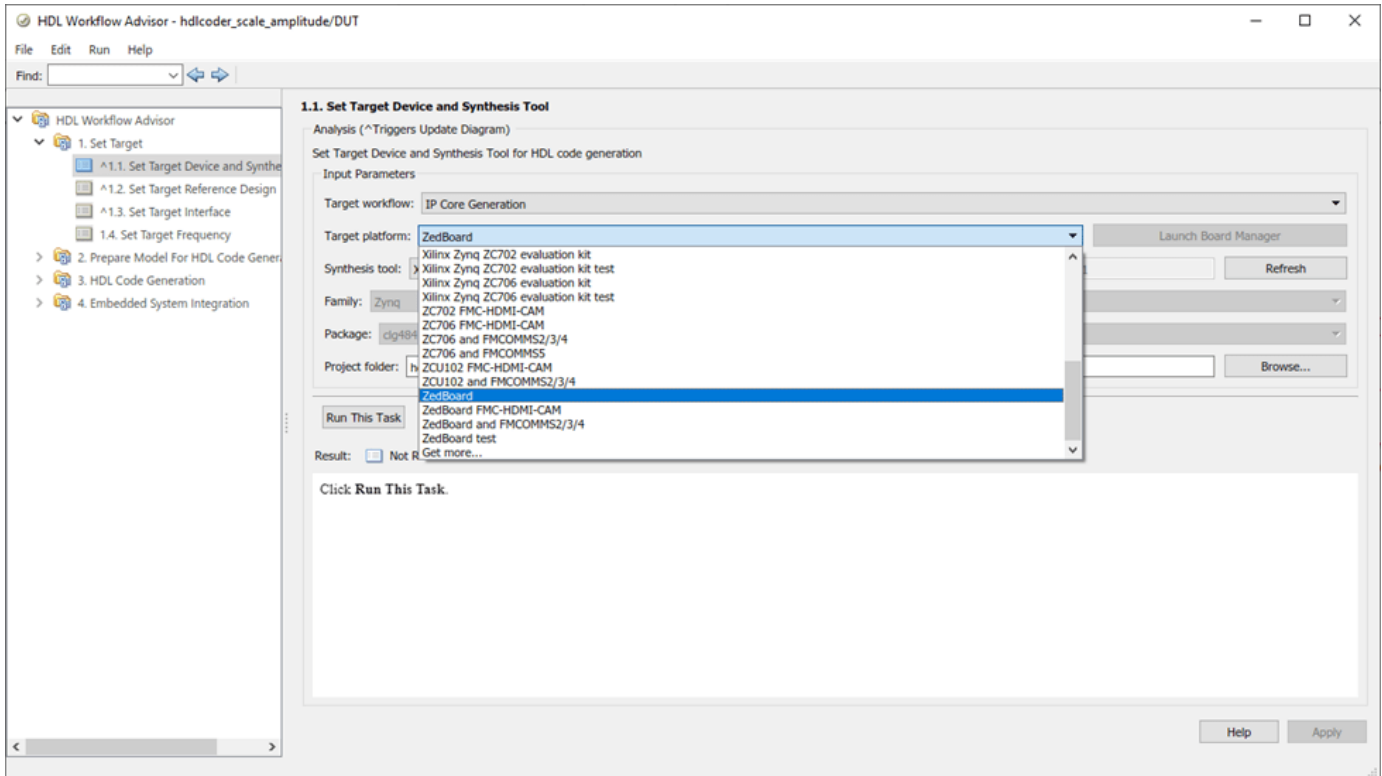 HDL Workflow Advisor - hdlcoder_scale_amplitude/DUT
File Edit Run Help
Find:
HDL Workflow Advisor
1. Set Target
^1.1. Set Target Device and Synthe
^1.2. Set Target Reference Design
^1.3. Set Target Interface
1.4. Set Target Frequency
2. Prepare Model For HDL Code Gener
3. HDL Code Generation
4. Embedded System Integration
1.1. Set Target Device and Synthesis Tool
Analysis (^Triggers Update Diagram)
Set Target Device and Synthesis Tool for HDL code generation
Input Parameters
Target workflow: IP Core Generation
Target platform: ZedBoard Launch Board Manager
Xilinx Zynq ZC702 evaluation kit
Synthesis tool: Xilinx Zynq ZC702 evaluation kit test Refresh
Xilinx Zynq ZC706 evaluation kit
Xilinx Zynq ZC706 evaluation kit test
Family: Zynq
ZC702 FMC-HDMI-CAM
ZC706 FMC-HDMI-CAM
Package: clg484 ZC706 and FMCOMMS2/3/4
ZC706 and FMCOMMS5
Project folder: ZCU102 FMC-HDMI-CAM Browse...
ZCU102 and FMCOMMS2/3/4
ZedBoard
ZedBoard FMC-HDMI-CAM
Run This Task ZedBoard and FMCOMMS2/3/4
ZedBoard test
Result: Not R Get more...
Click Run This Task.
Help Apply